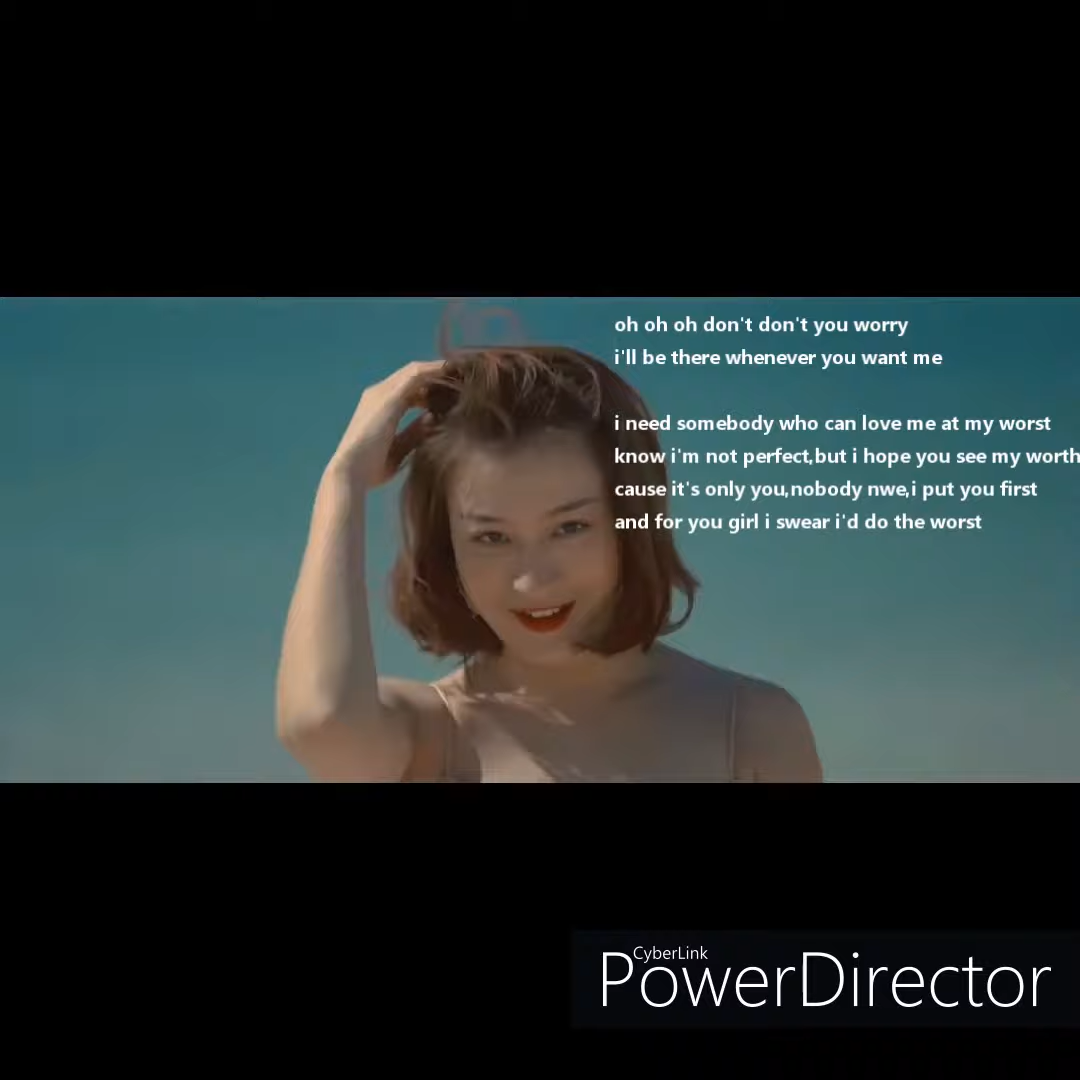 oh oh oh don't don't you worry
i'll be there whenever you want me
i need somebody who can love me at my worst
know i'm not perfect,but i hope you see my worth
cause it's only you,nobody nwe,i put you first
and for you girl i swear i'd do the worst
CyberLink
PowerDirector